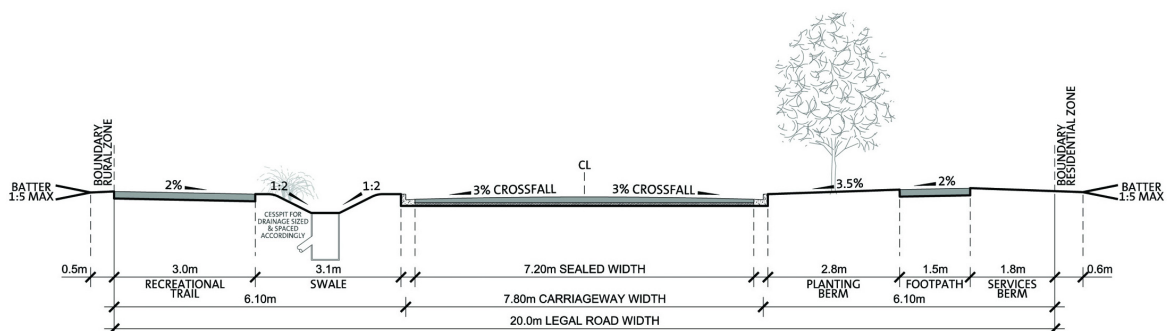 BOUNDARY
RURAL ZONE
BATTER
1:5 MAX
2%
1:2
1:2
CESSPIT FOR
DRAINAGE SIZED
& SPACED
ACCORDINGLY
3% CROSSFALL
CL
3% CROSSFALL
3.5%
2%
BOUNDARY
RESIDENTIAL ZONE
BATTER
1:5 MAX
0.5m
3.0m
RECREATIONAL
TRAIL
3.1m
SWALE
7.20m SEALED WIDTH
2.8m
PLANTING
BERM
1.5m
FOOTPATH
1.8m
SERVICES
BERM
0.6m
6.10m
7.80m CARRIAGEWAY WIDTH
6.10m
20.0m LEGAL ROAD WIDTH